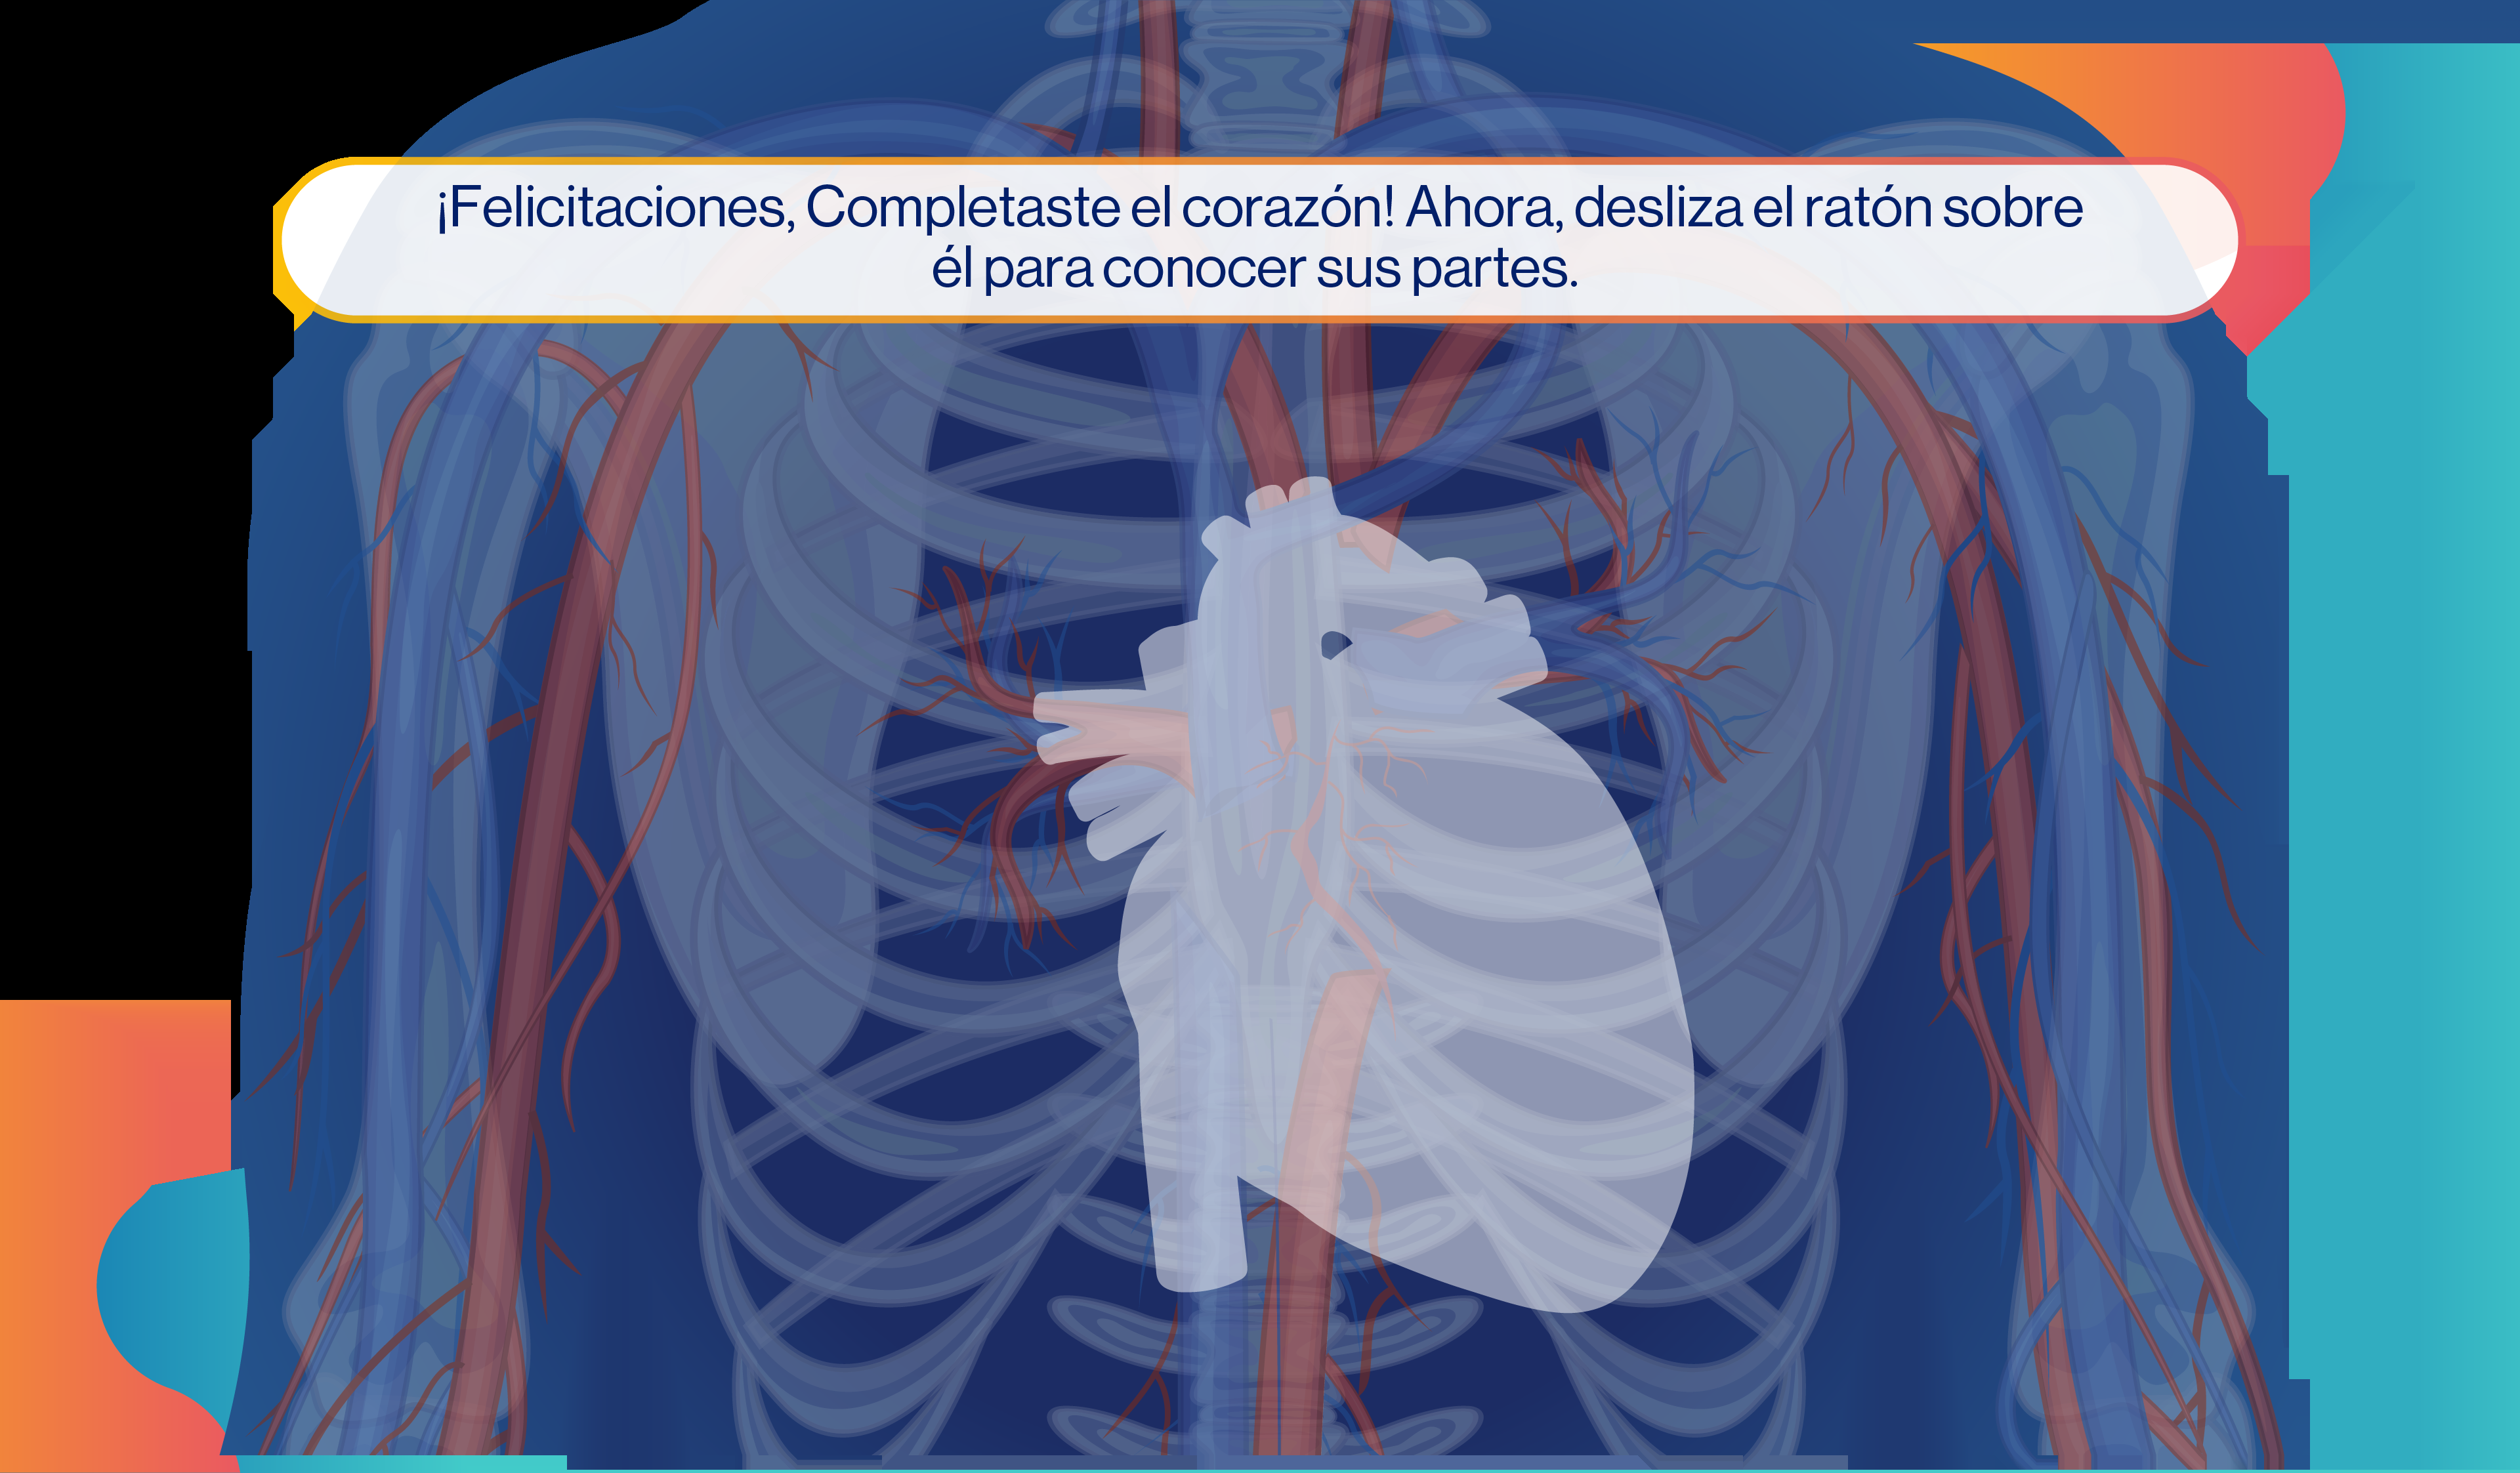 ¡Felicitaciones, Completaste el corazón! Ahora, desliza el ratón sobre
él para conocer sus partes.